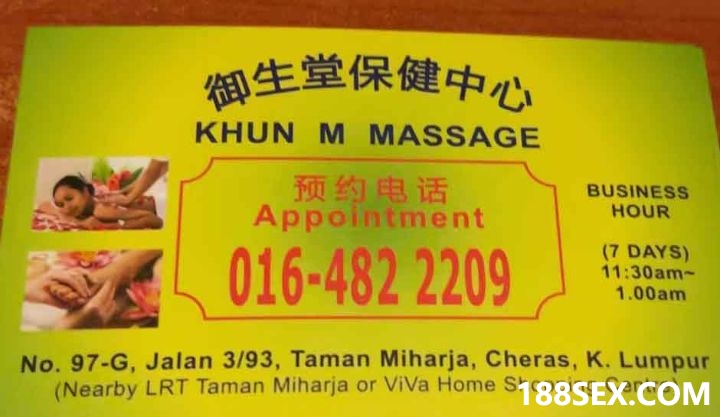 御生堂保健中心
KHUN M MASSAGE
预约电话
Appointment
016-482 2209
BUSINESS
HOUR
(7 DAYS)
11:30am~
1.00am
No. 97-G, Jalan 3/93, Taman Miharja, Cheras, K. Lumpur
(Nearby LRT Taman Miharja or ViVa Home
188SEX.COM